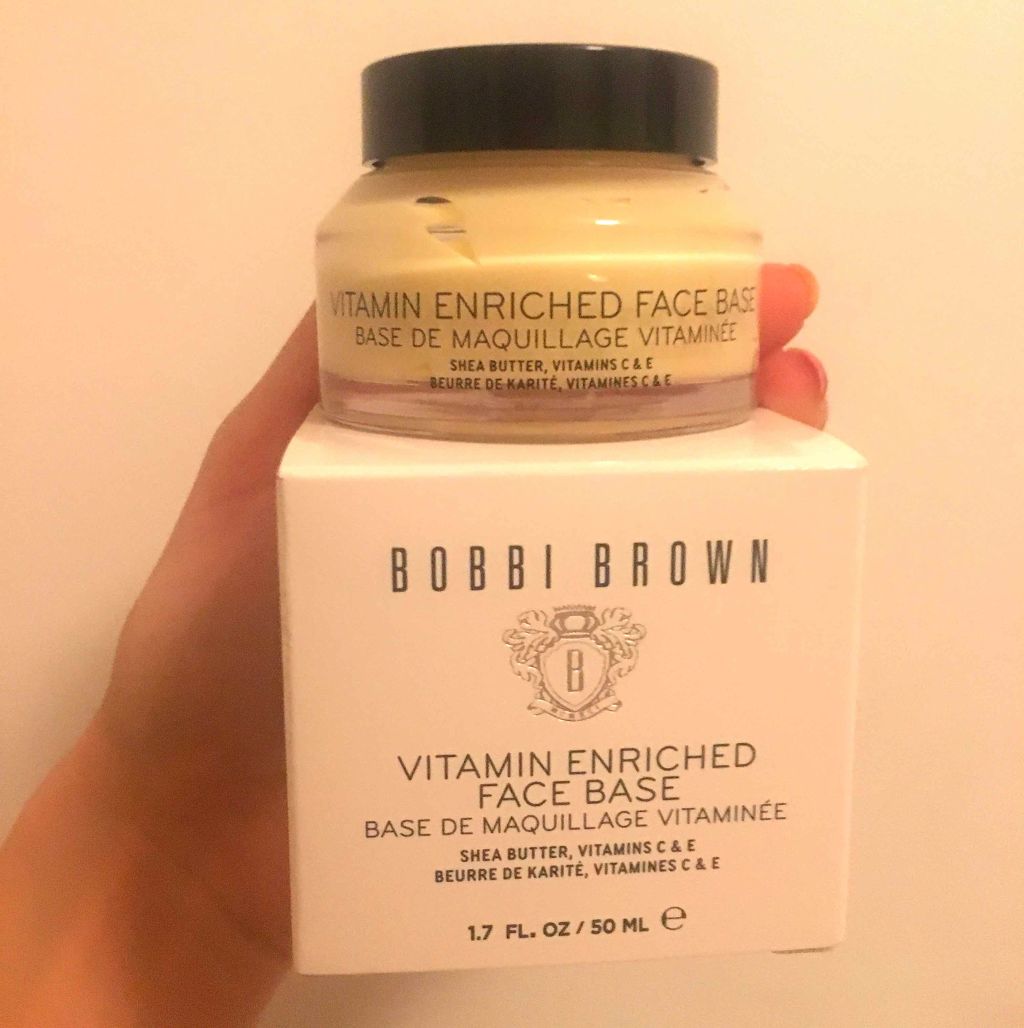 VITAMIN ENRICHED FACE BASE
BASE DE MAQUILLAGE VITAMINÉE
SHEA BUTTER, VITAMINS C & E
BEURRE DE KARITÉ, VITAMINES C & E
BOBBI BROWN
B
VITAMIN ENRICHED
FACE BASE
BASE DE MAQUILLAGE VITAMINÉE
SHEA BUTTER, VITAMINS C & E
BEURRE DE KARITÉ, VITAMINES C & E
1.7 FL. OZ / 50 ML ℮